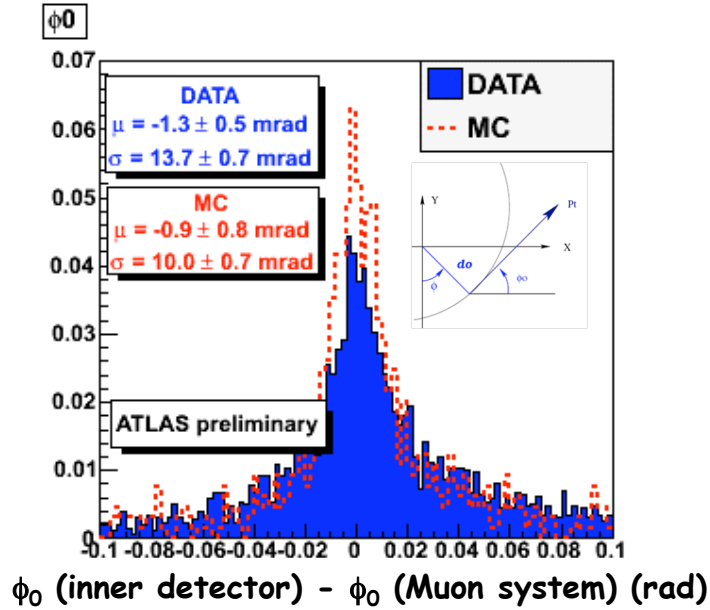 ϕ0
0.07
0.06
0.05
0.04
0.03
0.02
0.01
0
DATA
μ = -1.3 ± 0.5 mrad
σ = 13.7 ± 0.7 mrad
MC
μ = -0.9 ± 0.8 mrad
σ = 10.0 ± 0.7 mrad
DATA
MC
Y
Pt
X
do
ϕ
ϕ0
ATLAS preliminary
-0.1 -0.08 -0.06 -0.04 -0.02 0 0.02 0.04 0.06 0.08 0.1
ϕ₀ (inner detector) - ϕ₀ (Muon system) (rad)